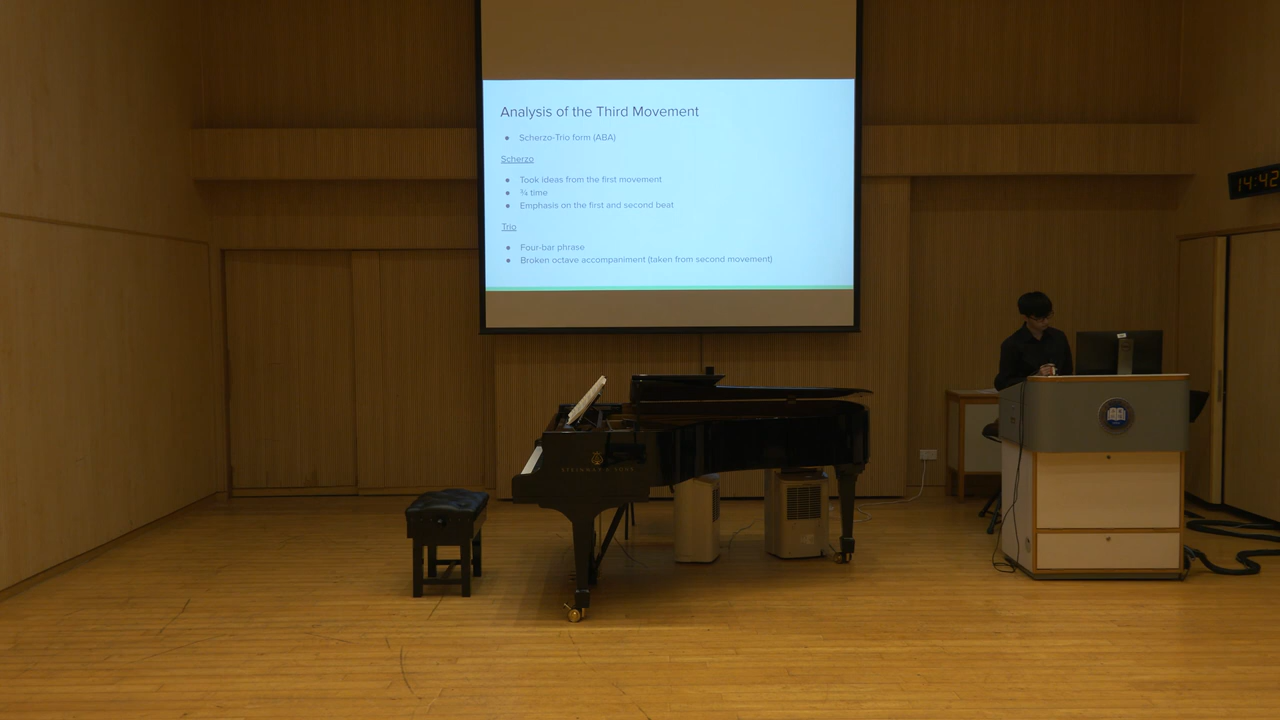 Analysis of the Third Movement
● Scherzo-Trio form (ABA)
Scherzo
● Took ideas from the first movement
● ¾ time
● Emphasis on the first and second beat
Trio
● Four-bar phrase
● Broken octave accompaniment (taken from second movement)
14:42
STEINWAY & SONS